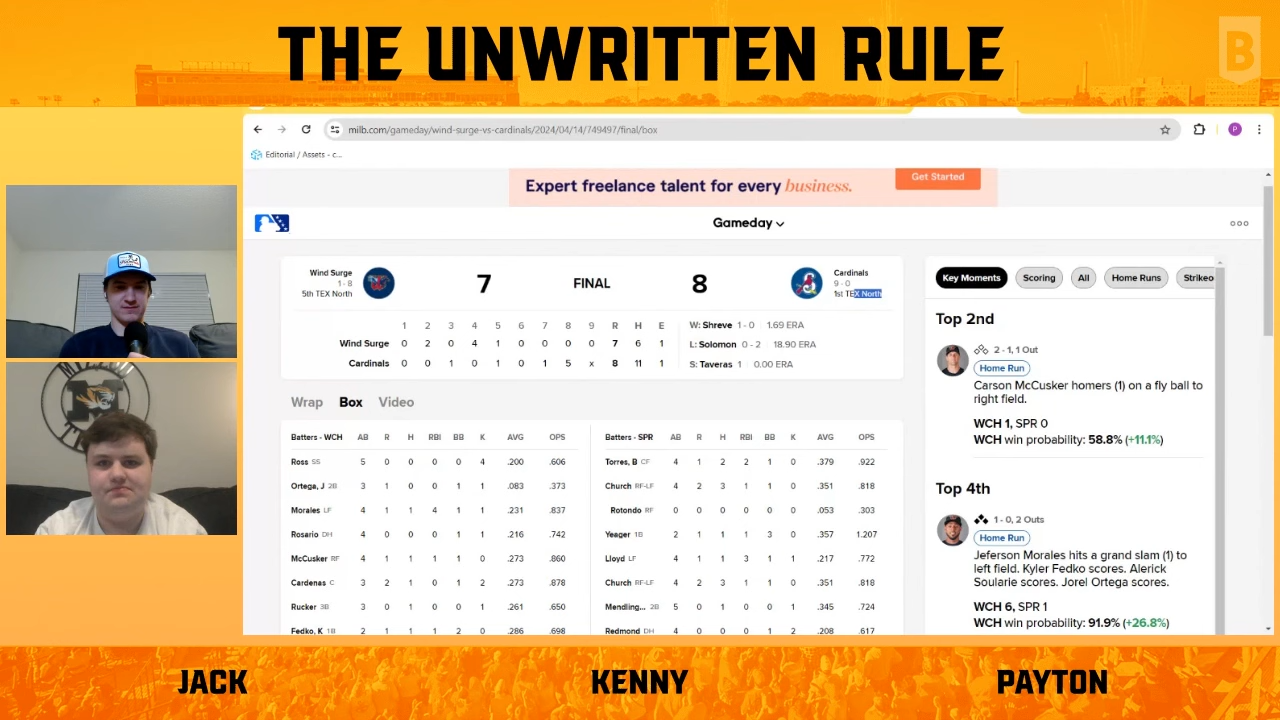 THE UNWRITTEN RULE
B
milb.com/gameday/wind-surge-vs-cardinals/2024/04/14/749497/final/box
P
Editorial / Assets - c...
Expert freelance talent for every business.
Get Started
Gameday
Wind Surge
1 - 8
5th TEX North
7
FINAL
8
Cardinals
9 - 0
1st TEX North
1 2 3 4 5 6 7 8 9 R H E
Wind Surge 0 2 0 4 1 0 0 0 0 7 6 1
Cardinals 0 0 1 0 1 0 1 5 x 8 11 1
W: Shreve 1 - 0 1.69 ERA
L: Solomon 0 - 2 18.90 ERA
S: Taveras 1 0.00 ERA
Wrap Box Video
Batters - WCH AB R H RBI BB K AVG OPS
Ross SS 5 0 0 0 0 4 .200 .606
Ortega, J 2B 3 1 0 0 1 1 .083 .373
Morales LF 4 1 1 4 1 1 .231 .837
Rosario DH 4 0 0 0 1 1 .216 .742
McCusker RF 4 1 1 1 1 0 .273 .860
Cardenas C 3 2 1 0 1 2 .273 .878
Rucker 3B 3 0 1 0 0 1 .261 .650
Fedko, K 1B 2 1 1 1 2 0 .286 .698
Batters - SPR AB R H RBI BB K AVG OPS
Torres, B CF 4 1 2 2 1 0 .379 .922
Church RF-LF 4 2 3 1 1 0 .351 .818
Rotondo RF 0 0 0 0 0 0 .053 .303
Yeager 1B 2 1 1 1 3 0 .357 1.207
Lloyd LF 4 1 1 3 1 1 .217 .772
Church RF-LF 4 2 3 1 1 0 .351 .818
Mendling... 2B 5 0 1 0 0 1 .345 .724
Redmond DH 4 0 0 0 1 2 .208 .617
Key Moments Scoring All Home Runs Strikeo
Top 2nd
2 - 1, 1 Out
Home Run
Carson McCusker homers (1) on a fly ball to
right field.
WCH 1, SPR 0
WCH win probability: 58.8% (+11.1%)
Top 4th
1 - 0, 2 Outs
Home Run
Jeferson Morales hits a grand slam (1) to
left field. Kyler Fedko scores. Alerick
Soularie scores. Jorel Ortega scores.
WCH 6, SPR 1
WCH win probability: 91.9% (+26.8%)
JACK
KENNY
PAYTON